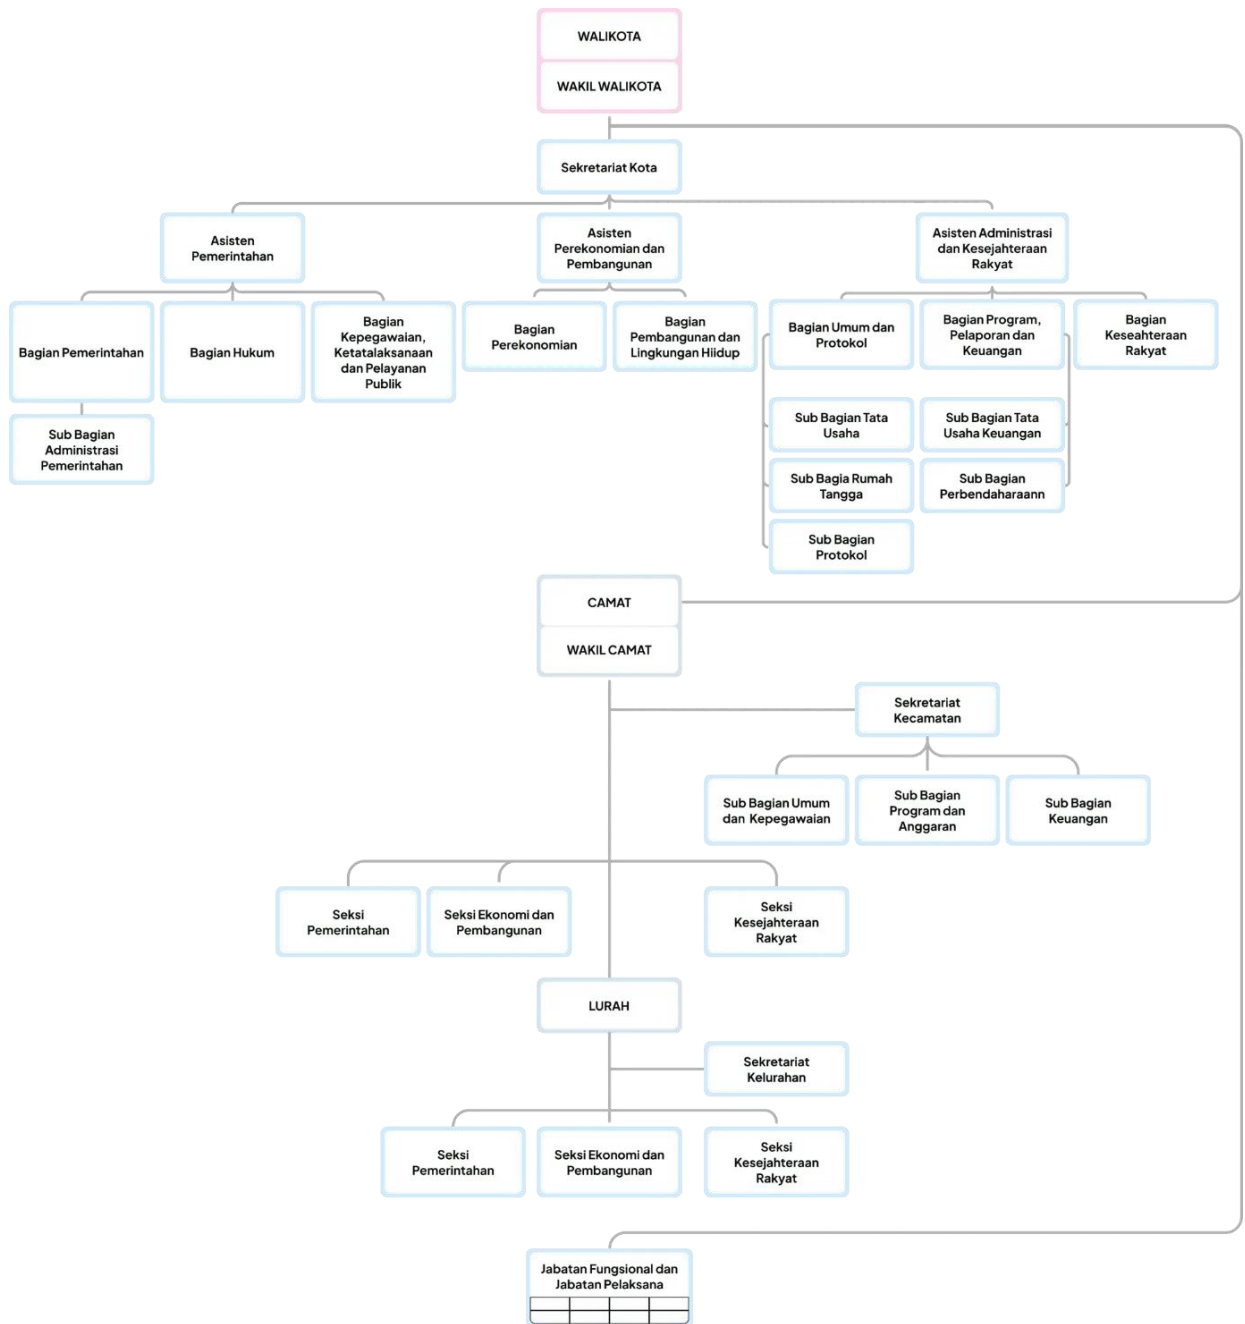 WALIKOTA
WAKIL WALIKOTA
Sekretariat Kota
Asisten
Pemerintahan
Asisten
Perekonomian dan
Pembangunan
Asisten Administrasi
dan Kesejahteraan
Rakyat
Bagian Pemerintahan
Bagian Hukum
Bagian
Kepegawaian,
Ketatalaksanaan
dan Pelayanan
Publik
Bagian
Perekonomian
Bagian
Pembangunan dan
Lingkungan Hiidup
Bagian Umum dan
Protokol
Bagian Program,
Pelaporan dan
Keuangan
Bagian
Keseahteraan
Rakyat
Sub Bagian
Administrasi
Pemerintahan
Sub Bagian Tata
Usaha
Sub Bagian Tata
Usaha Keuangan
Sub Bagia Rumah
Tangga
Sub Bagian
Perbendaharaann
Sub Bagian
Protokol
CAMAT
WAKIL CAMAT
Sekretariat
Kecamatan
Sub Bagian Umum
dan Kepegawaian
Sub Bagian
Program dan
Anggaran
Sub Bagian
Keuangan
Seksi
Pemerintahan
Seksi Ekonomi dan
Pembangunan
Seksi
Kesejahteraan
Rakyat
LURAH
Sekretariat
Kelurahan
Seksi
Pemerintahan
Seksi Ekonomi dan
Pembangunan
Seksi
Kesejahteraan
Rakyat
Jabatan Fungsional dan
Jabatan Pelaksana